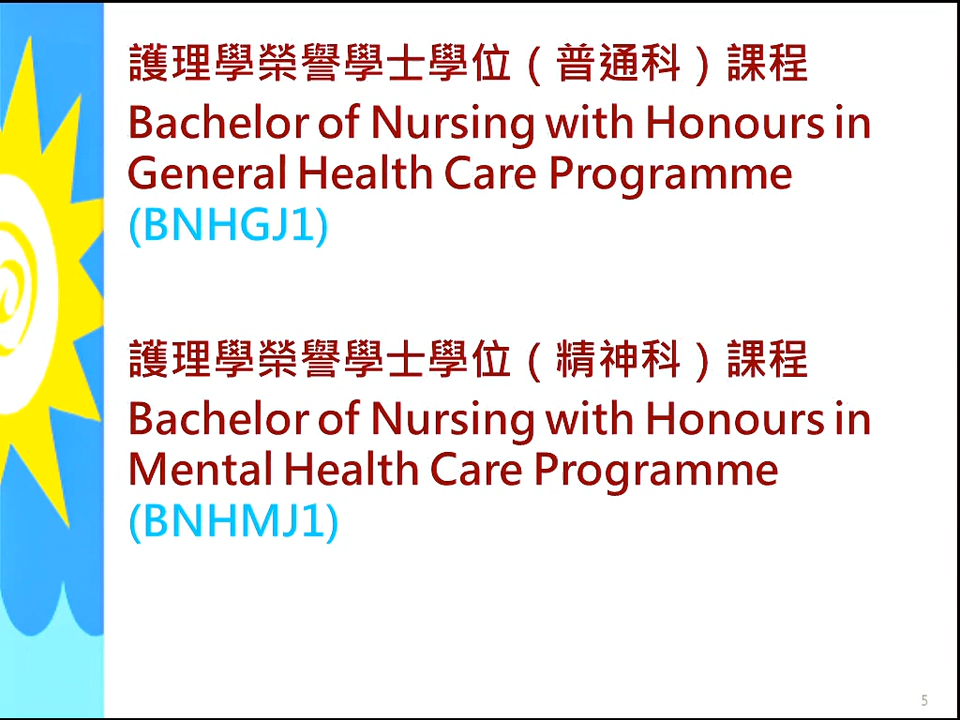 護理學榮譽學士學位（普通科）課程
Bachelor of Nursing with Honours in
General Health Care Programme
(BNHGJ1)
護理學榮譽學士學位（精神科）課程
Bachelor of Nursing with Honours in
Mental Health Care Programme
(BNHMJ1)
5